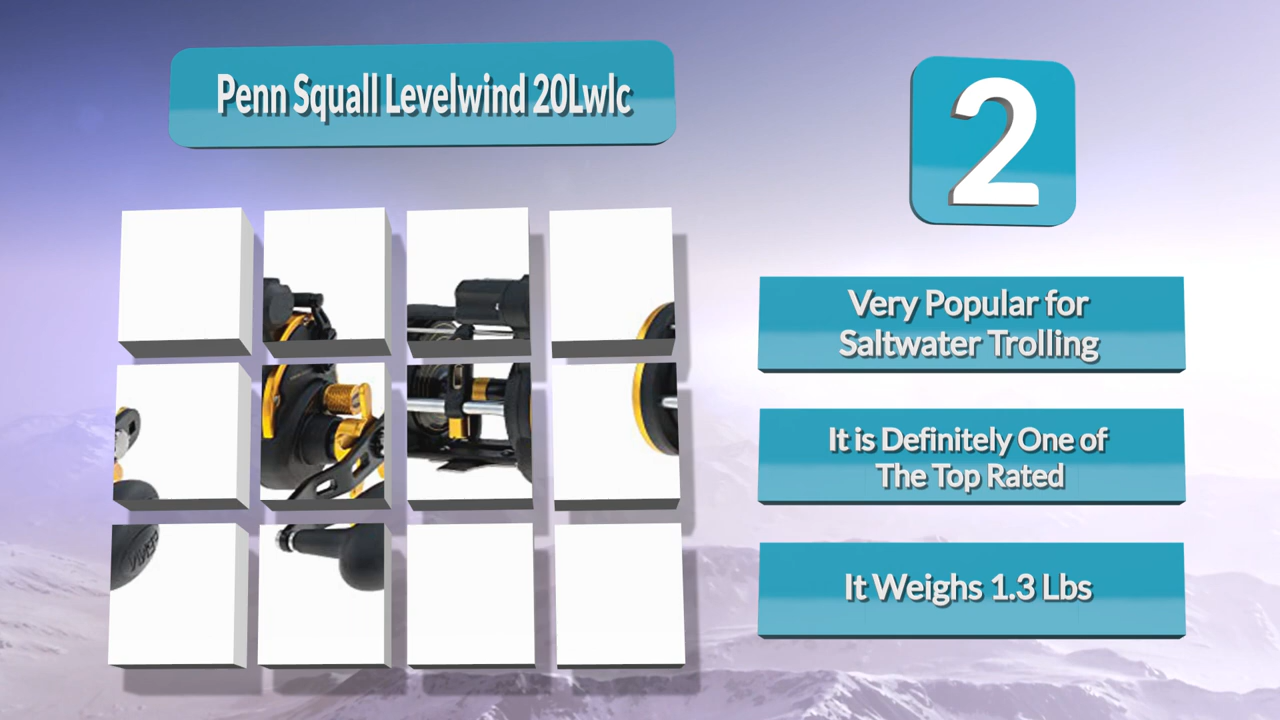 Penn Squall Levelwind 20Lwlc
2
Very Popular for
Saltwater Trolling
It is Definitely One of
The Top Rated
It Weighs 1.3 Lbs